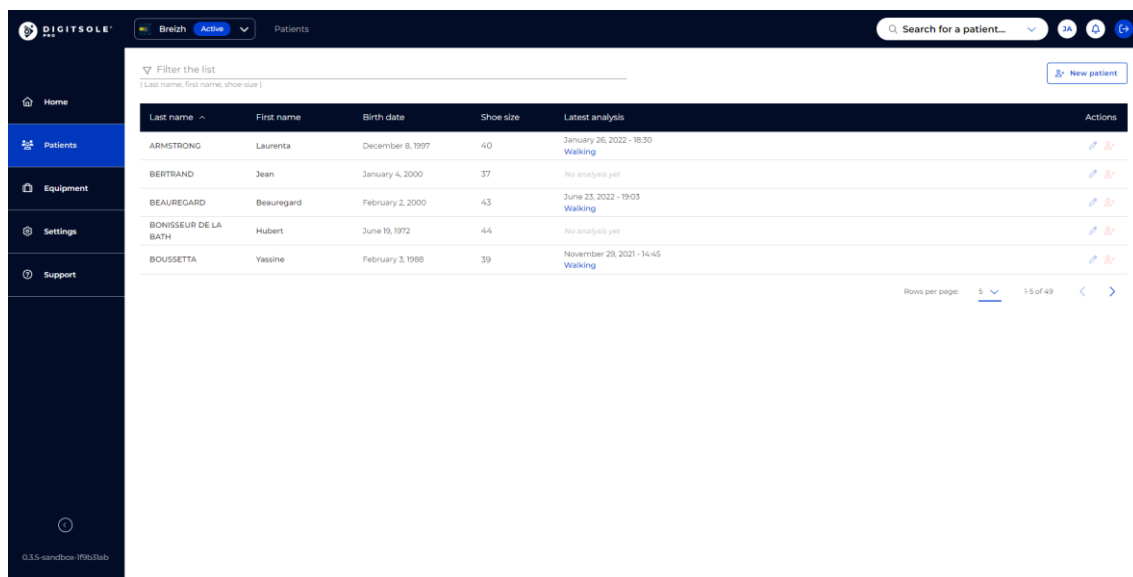 DIGITSOLE®
PRO
Breizh Active
Patients
Search for a patient...
JA
Filter the list
( Last name, first name, shoe-size )
New patient
Home
Patients
Equipment
Settings
Support
Last name First name Birth date Shoe size Latest analysis Actions
ARMSTRONG Laurenta December 8, 1997 40 January 26, 2022 - 18:30
Walking
BERTRAND Jean January 4, 2000 37 No analysis yet
BEAUREGARD Beauregard February 2, 2000 43 June 23, 2022 - 19:03
Walking
BONISSEUR DE LA
BATH Hubert June 19, 1972 44 No analysis yet
BOUSSETTA Yassine February 3, 1988 39 November 29, 2021 - 14:45
Walking
Rows per page: 5 1-5 of 49
0.3.5-sandbox-1f9b31ab